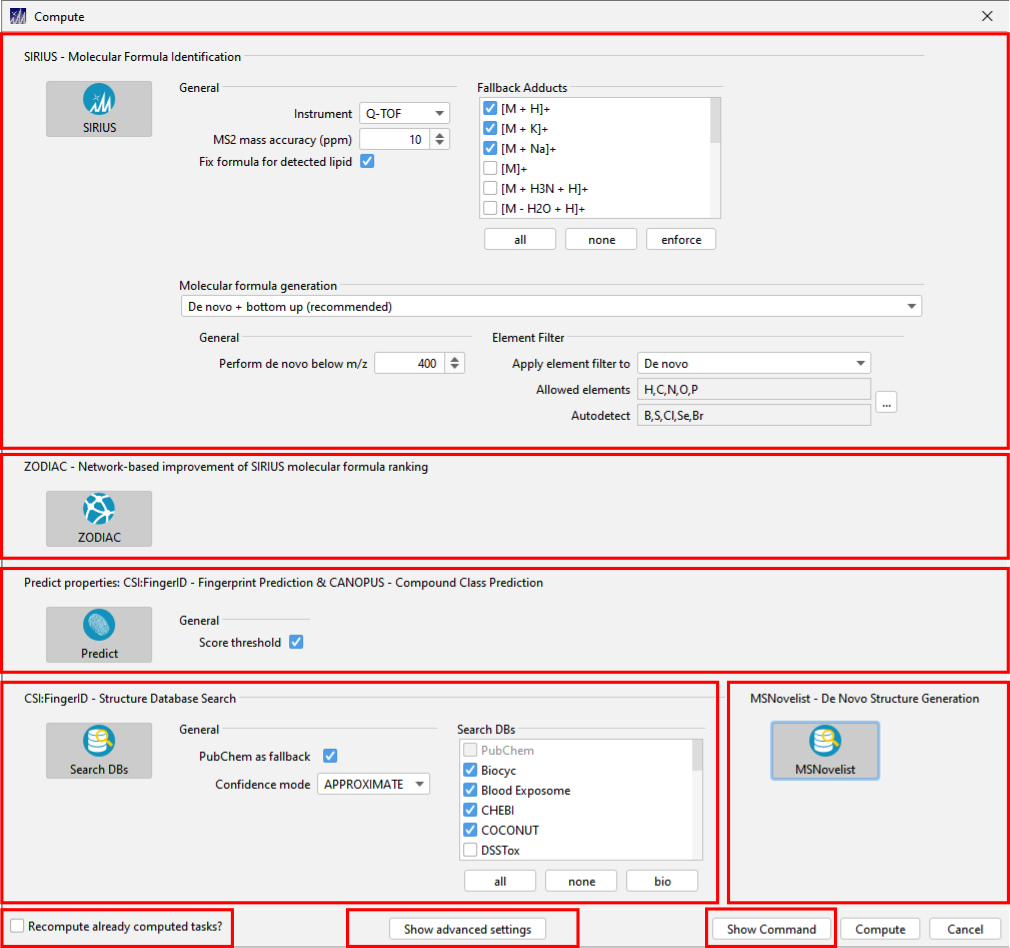 Compute
SIRIUS - Molecular Formula Identification
SIRIUS
General
Instrument Q-TOF
MS2 mass accuracy (ppm) 10
Fix formula for detected lipid
Fallback Adducts
[M + H]+
[M + K]+
[M + Na]+
[M]+
[M + H3N + H]+
[M - H2O + H]+
all none enforce
Molecular formula generation
De novo + bottom up (recommended)
General
Perform de novo below m/z 400
Element Filter
Apply element filter to De novo
Allowed elements H,C,N,O,P
Autodetect B,S,Cl,Se,Br
...
ZODIAC - Network-based improvement of SIRIUS molecular formula ranking
ZODIAC
Predict properties: CSI:FingerID - Fingerprint Prediction & CANOPUS - Compound Class Prediction
Predict
General
Score threshold
CSI:FingerID - Structure Database Search
Search DBs
General
PubChem as fallback
Confidence mode APPROXIMATE
Search DBs
PubChem
Biocyc
Blood Exposome
CHEBI
COCONUT
DSSTox
all none bio
MSNovelist - De Novo Structure Generation
MSNovelist
Recompute already computed tasks?
Show advanced settings
Show Command
Compute
Cancel